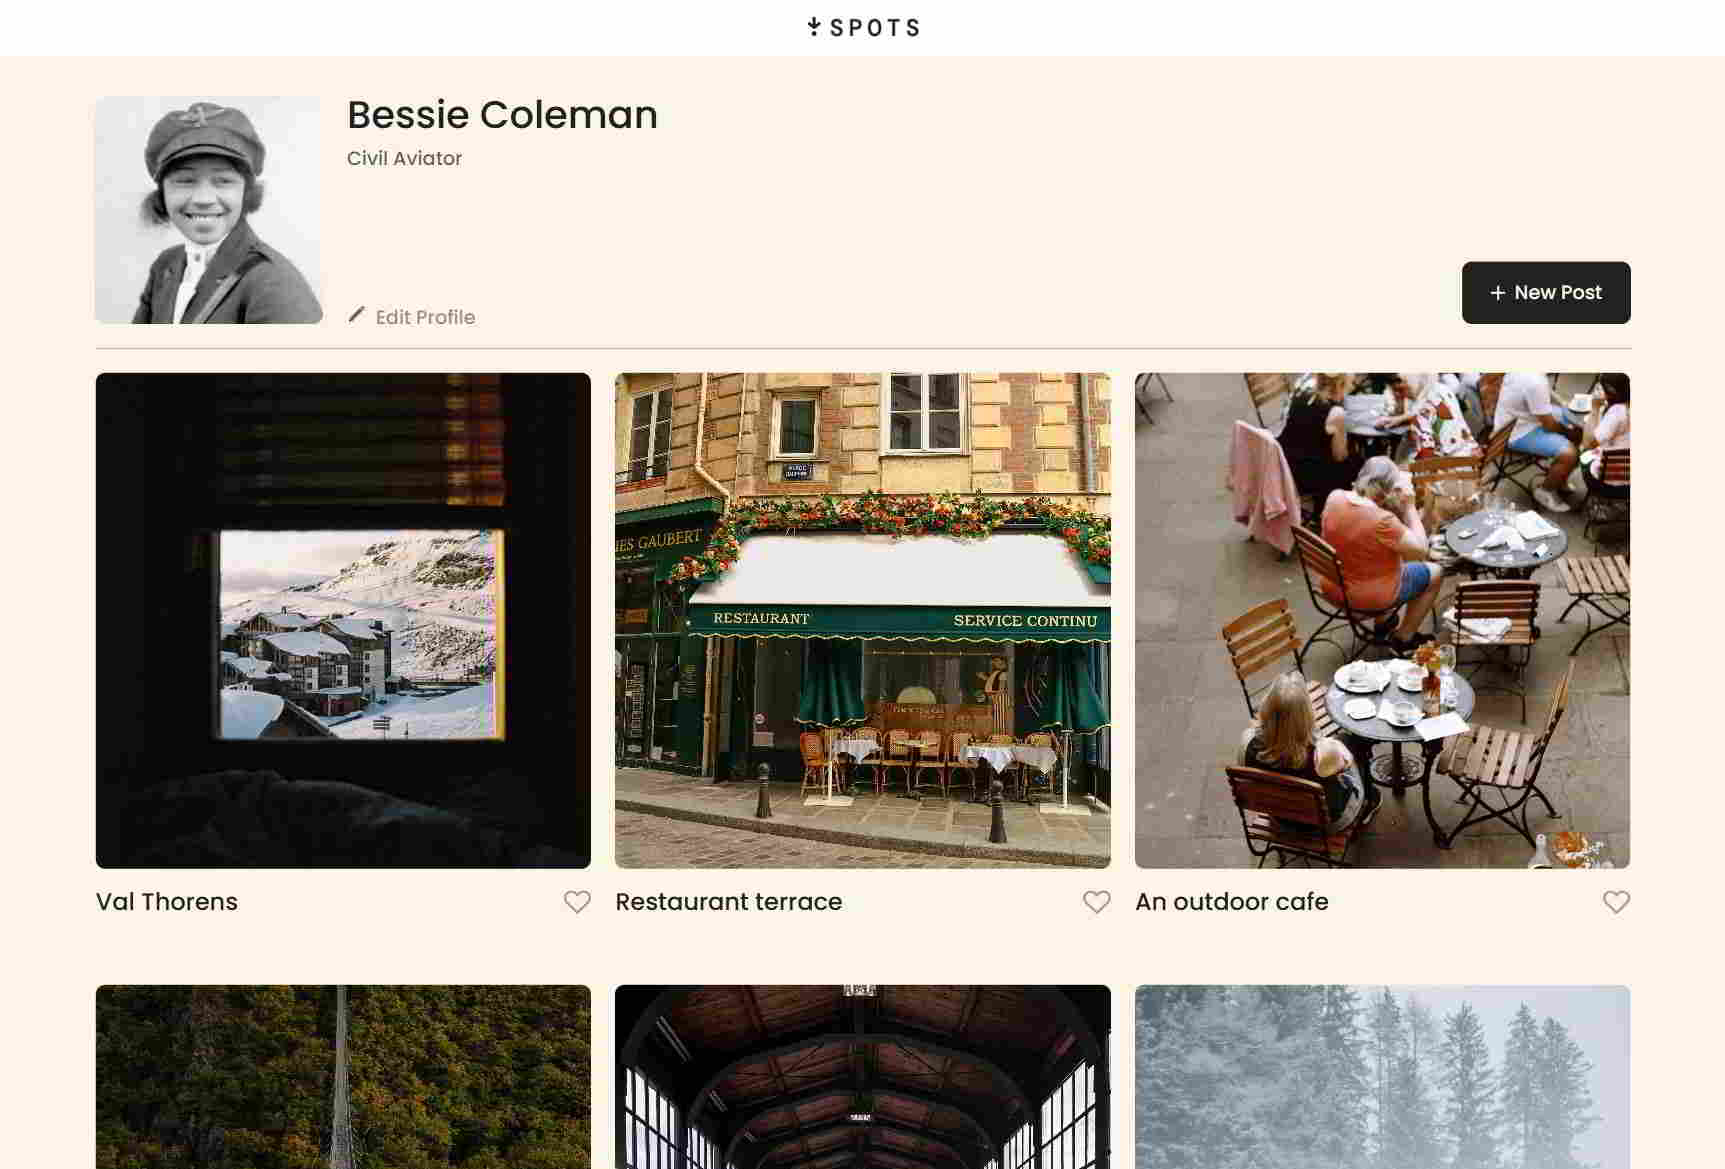 SPOTS
Bessie Coleman
Civil Aviator
Edit Profile
+ New Post
ES GAUBERT
RESTAURANT
SERVICE CONTINU
Val Thorens
Restaurant terrace
An outdoor cafe